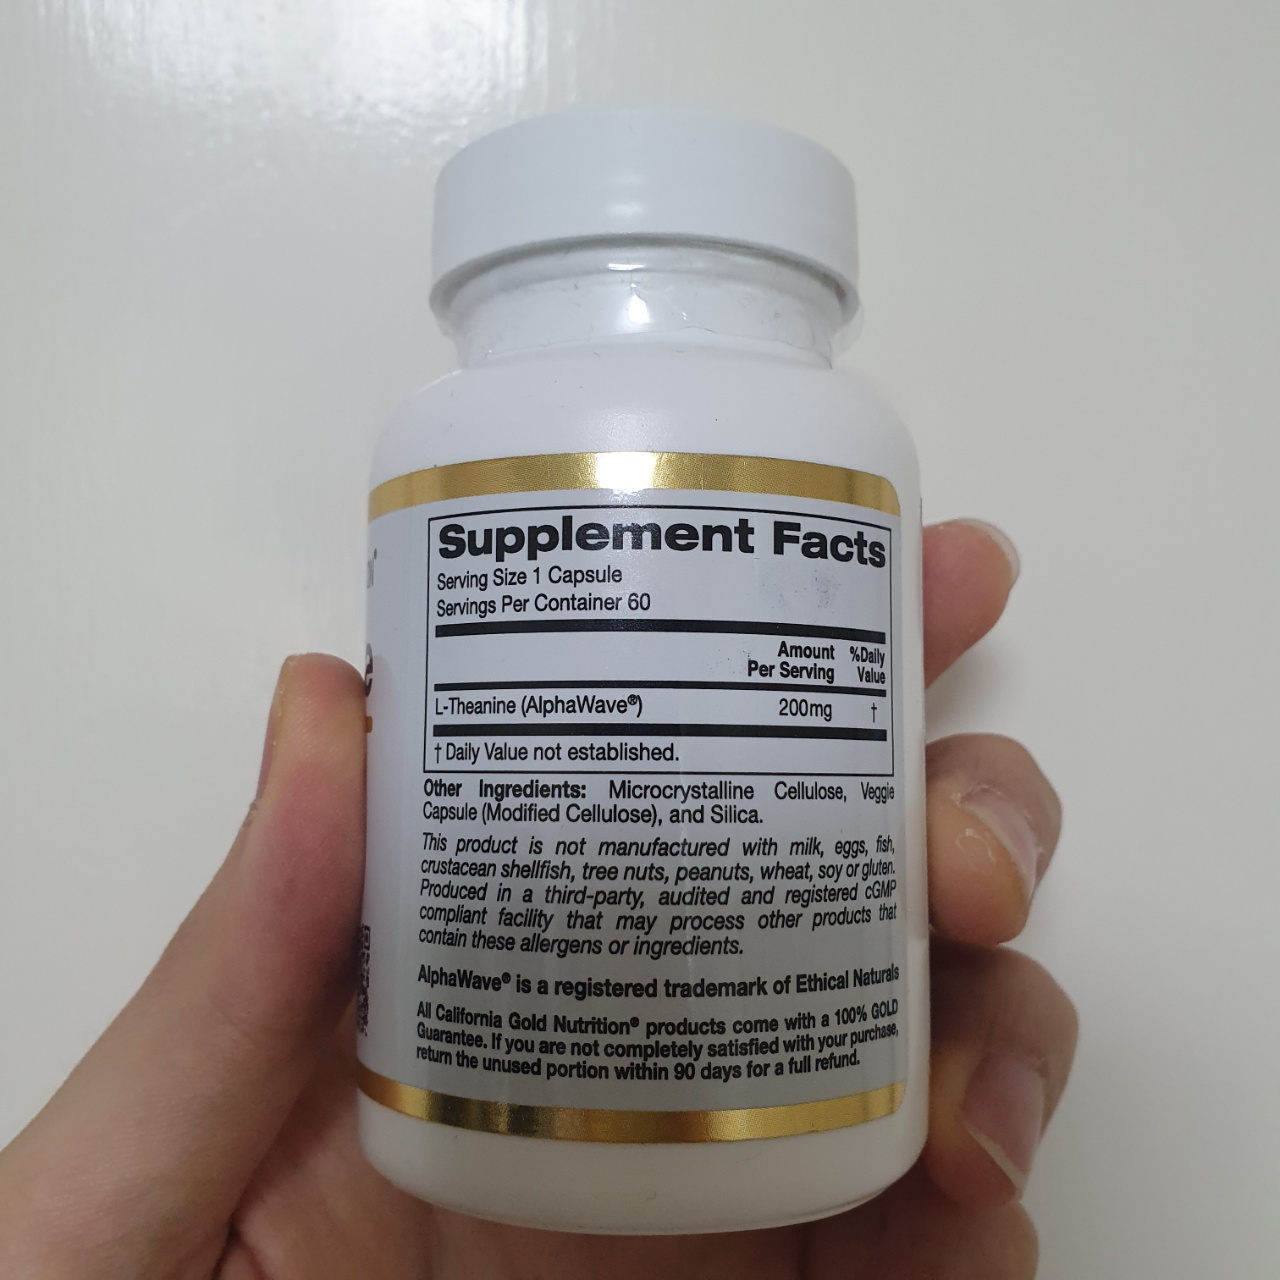 Supplement Facts
Serving Size 1 Capsule
Servings Per Container 60
Amount Per Serving
%Daily Value
L-Theanine (AlphaWave®) 200mg †
† Daily Value not established.
Other Ingredients: Microcrystalline Cellulose, Veggie
Capsule (Modified Cellulose), and Silica.
This product is not manufactured with milk, eggs, fish,
crustacean shellfish, tree nuts, peanuts, wheat, soy or gluten.
Produced in a third-party, audited and registered cGMP
compliant facility that may process other products that
contain these allergens or ingredients.
AlphaWave® is a registered trademark of Ethical Naturals
All California Gold Nutrition® products come with a 100% GOLD
Guarantee. If you are not completely satisfied with your purchase,
return the unused portion within 90 days for a full refund.